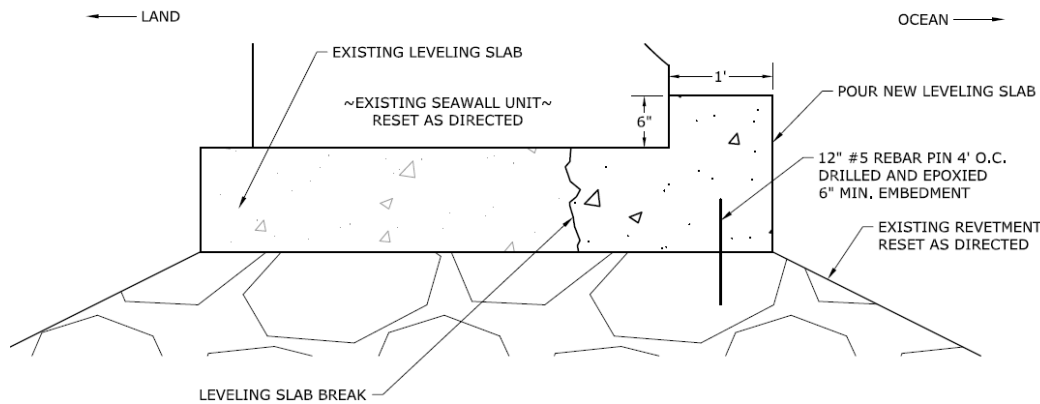 LAND
OCEAN
EXISTING LEVELING SLAB
1'
~EXISTING SEAWALL UNIT~
RESET AS DIRECTED
6"
POUR NEW LEVELING SLAB
12" #5 REBAR PIN 4' O.C.
DRILLED AND EPOXIED
6" MIN. EMBEDMENT
EXISTING REVETMENT
RESET AS DIRECTED
LEVELING SLAB BREAK